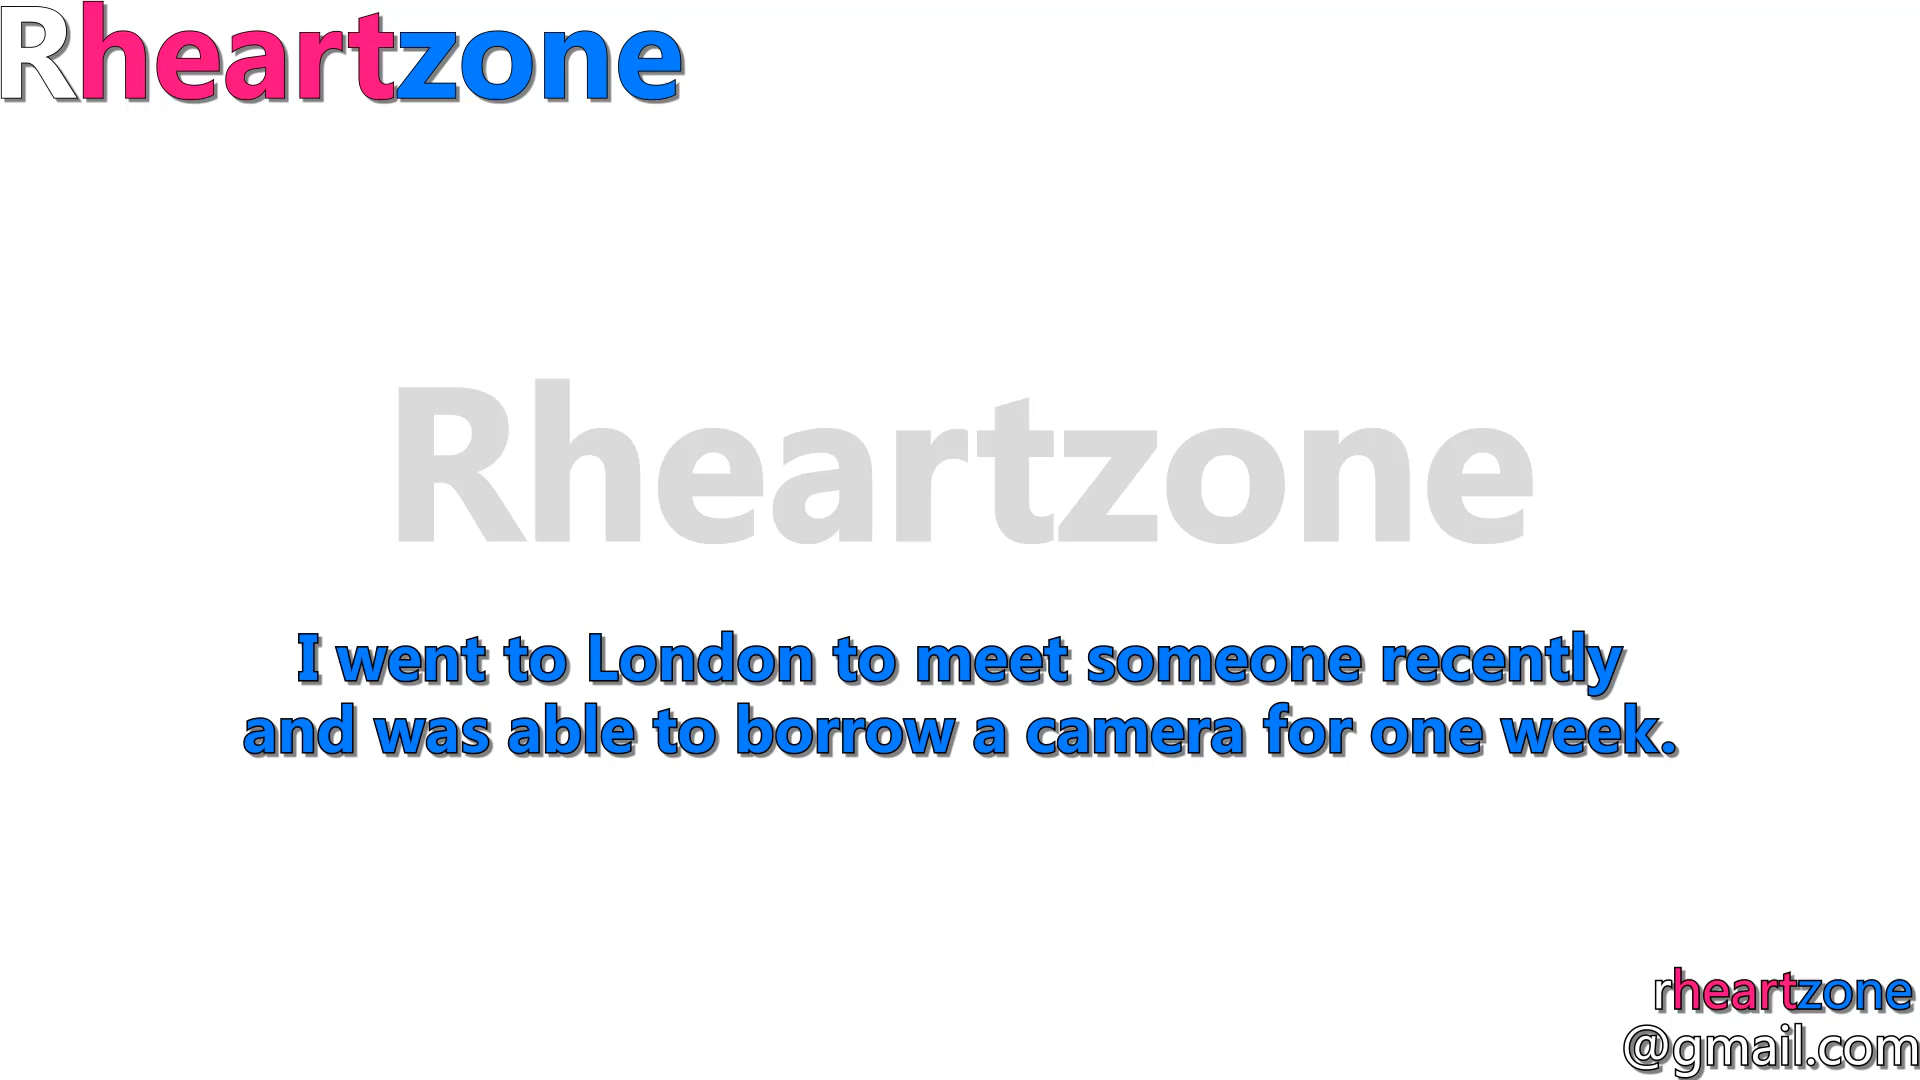 Rheartzone
Rheartzone
I went to London to meet someone recently
and was able to borrow a camera for one week.
rheartzone
@gmail.com